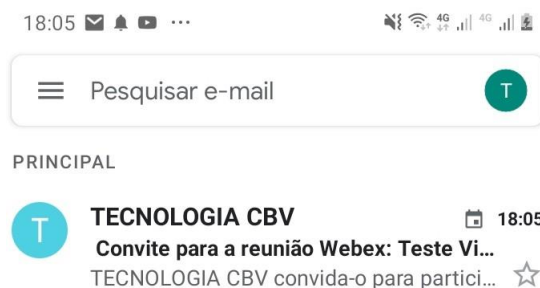 18:05
4G 4G
Pesquisar e-mail
T
PRINCIPAL
T
TECNOLOGIA CBV 18:05
Convite para a reunião Webex: Teste Vi...
TECNOLOGIA CBV convida-o para partici...